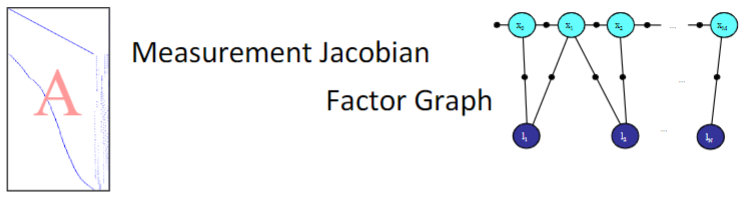 A
Measurement Jacobian
Factor Graph
x₀ x₁ x₂ ... x_M
...
l₁ l₂ ... l_N